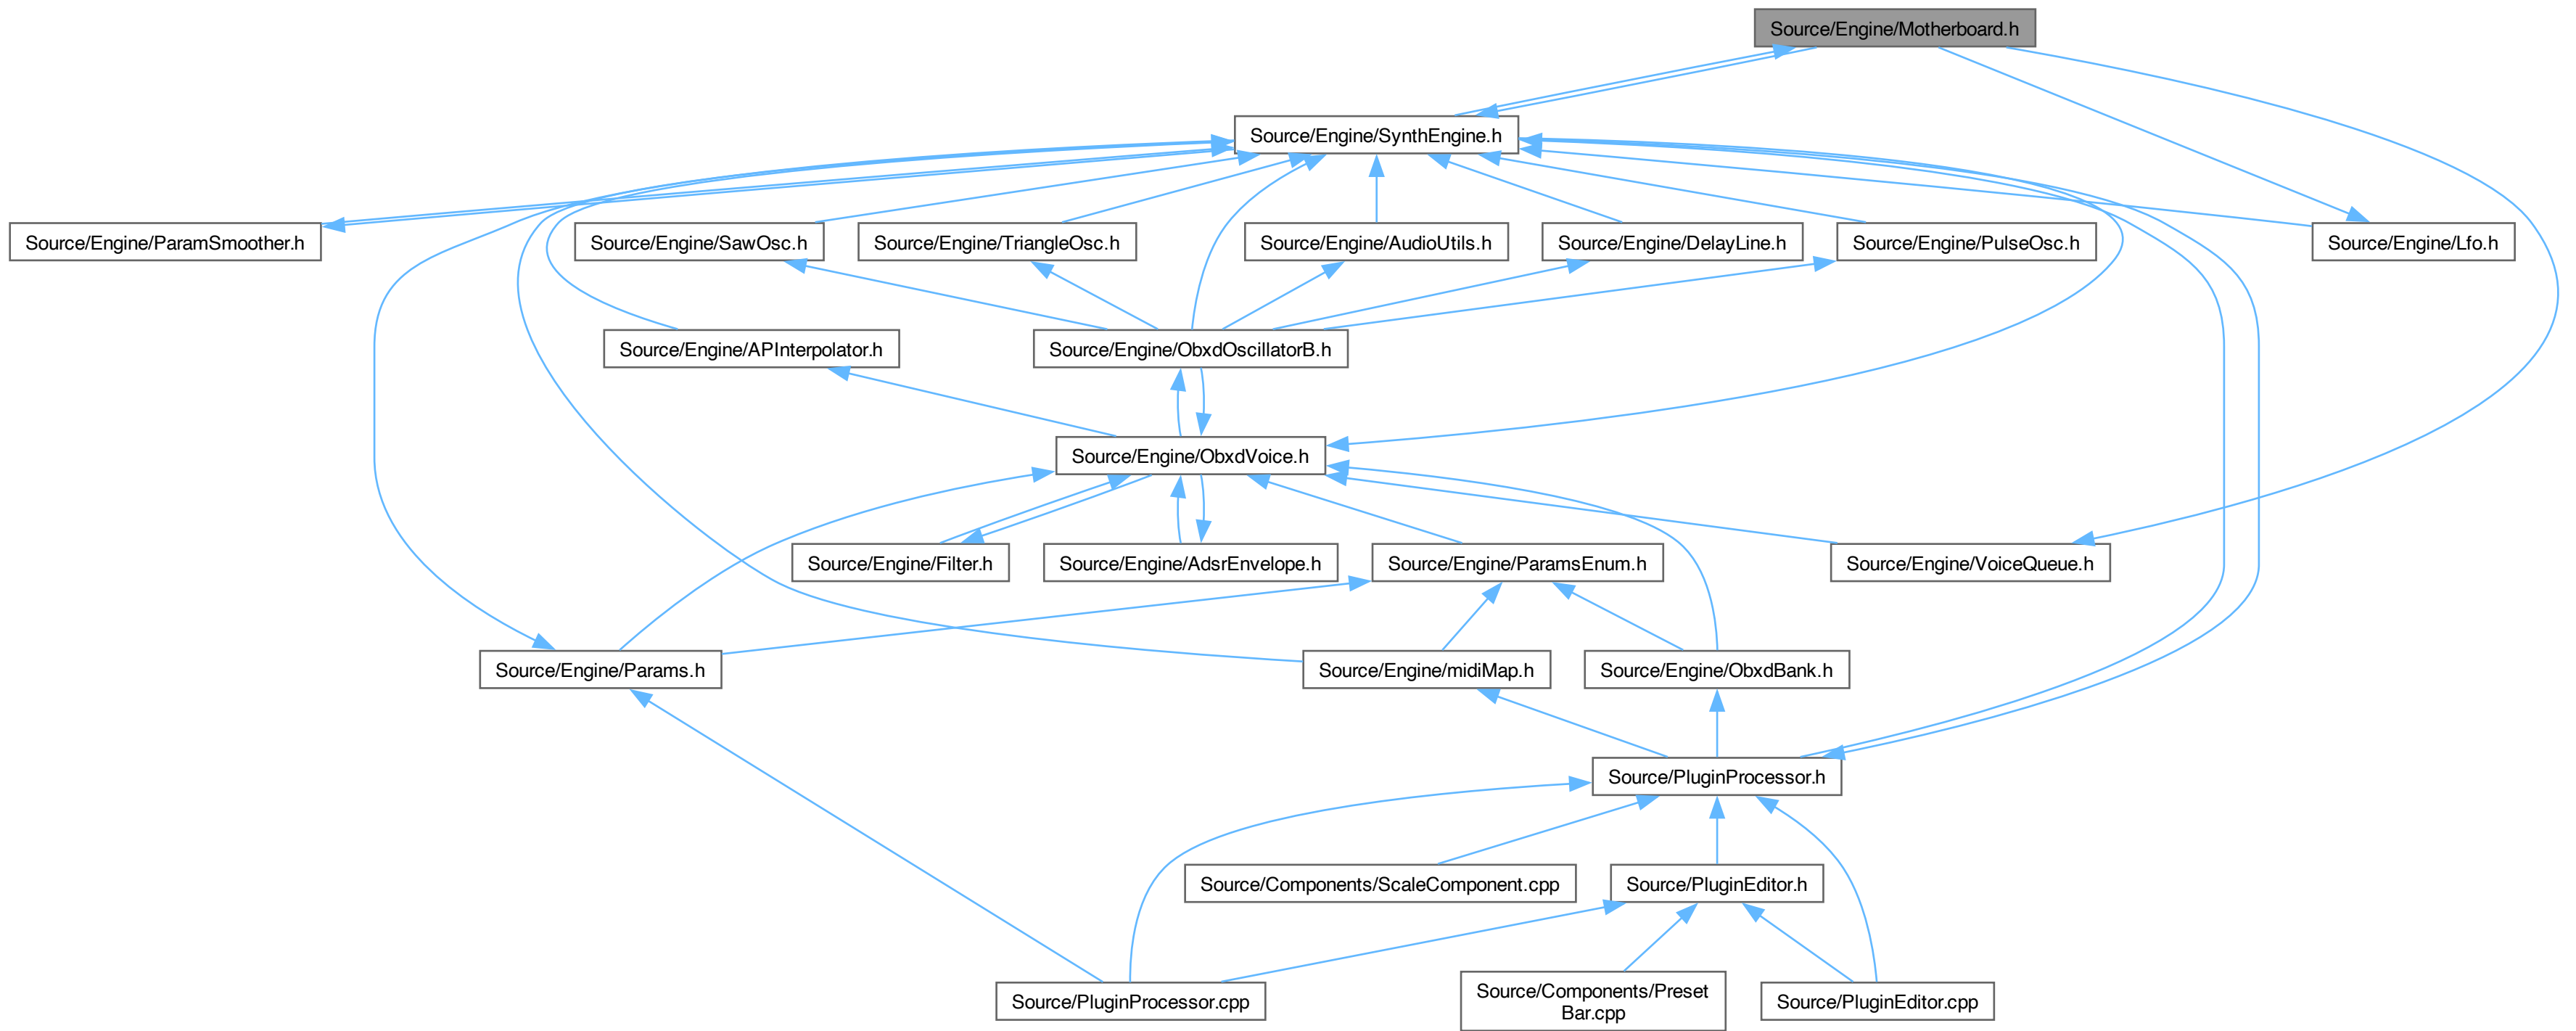 Source/Engine/Motherboard.h
Source/Engine/SynthEngine.h
Source/Engine/ParamSmoother.h
Source/Engine/SawOsc.h
Source/Engine/TriangleOsc.h
Source/Engine/AudioUtils.h
Source/Engine/DelayLine.h
Source/Engine/PulseOsc.h
Source/Engine/Lfo.h
Source/Engine/APInterpolator.h
Source/Engine/ObxdOscillatorB.h
Source/Engine/ObxdVoice.h
Source/Engine/Filter.h
Source/Engine/AdsrEnvelope.h
Source/Engine/ParamsEnum.h
Source/Engine/VoiceQueue.h
Source/Engine/Params.h
Source/Engine/midiMap.h
Source/Engine/ObxdBank.h
Source/PluginProcessor.h
Source/Components/ScaleComponent.cpp
Source/PluginEditor.h
Source/PluginProcessor.cpp
Source/Components/Preset
Bar.cpp
Source/PluginEditor.cpp